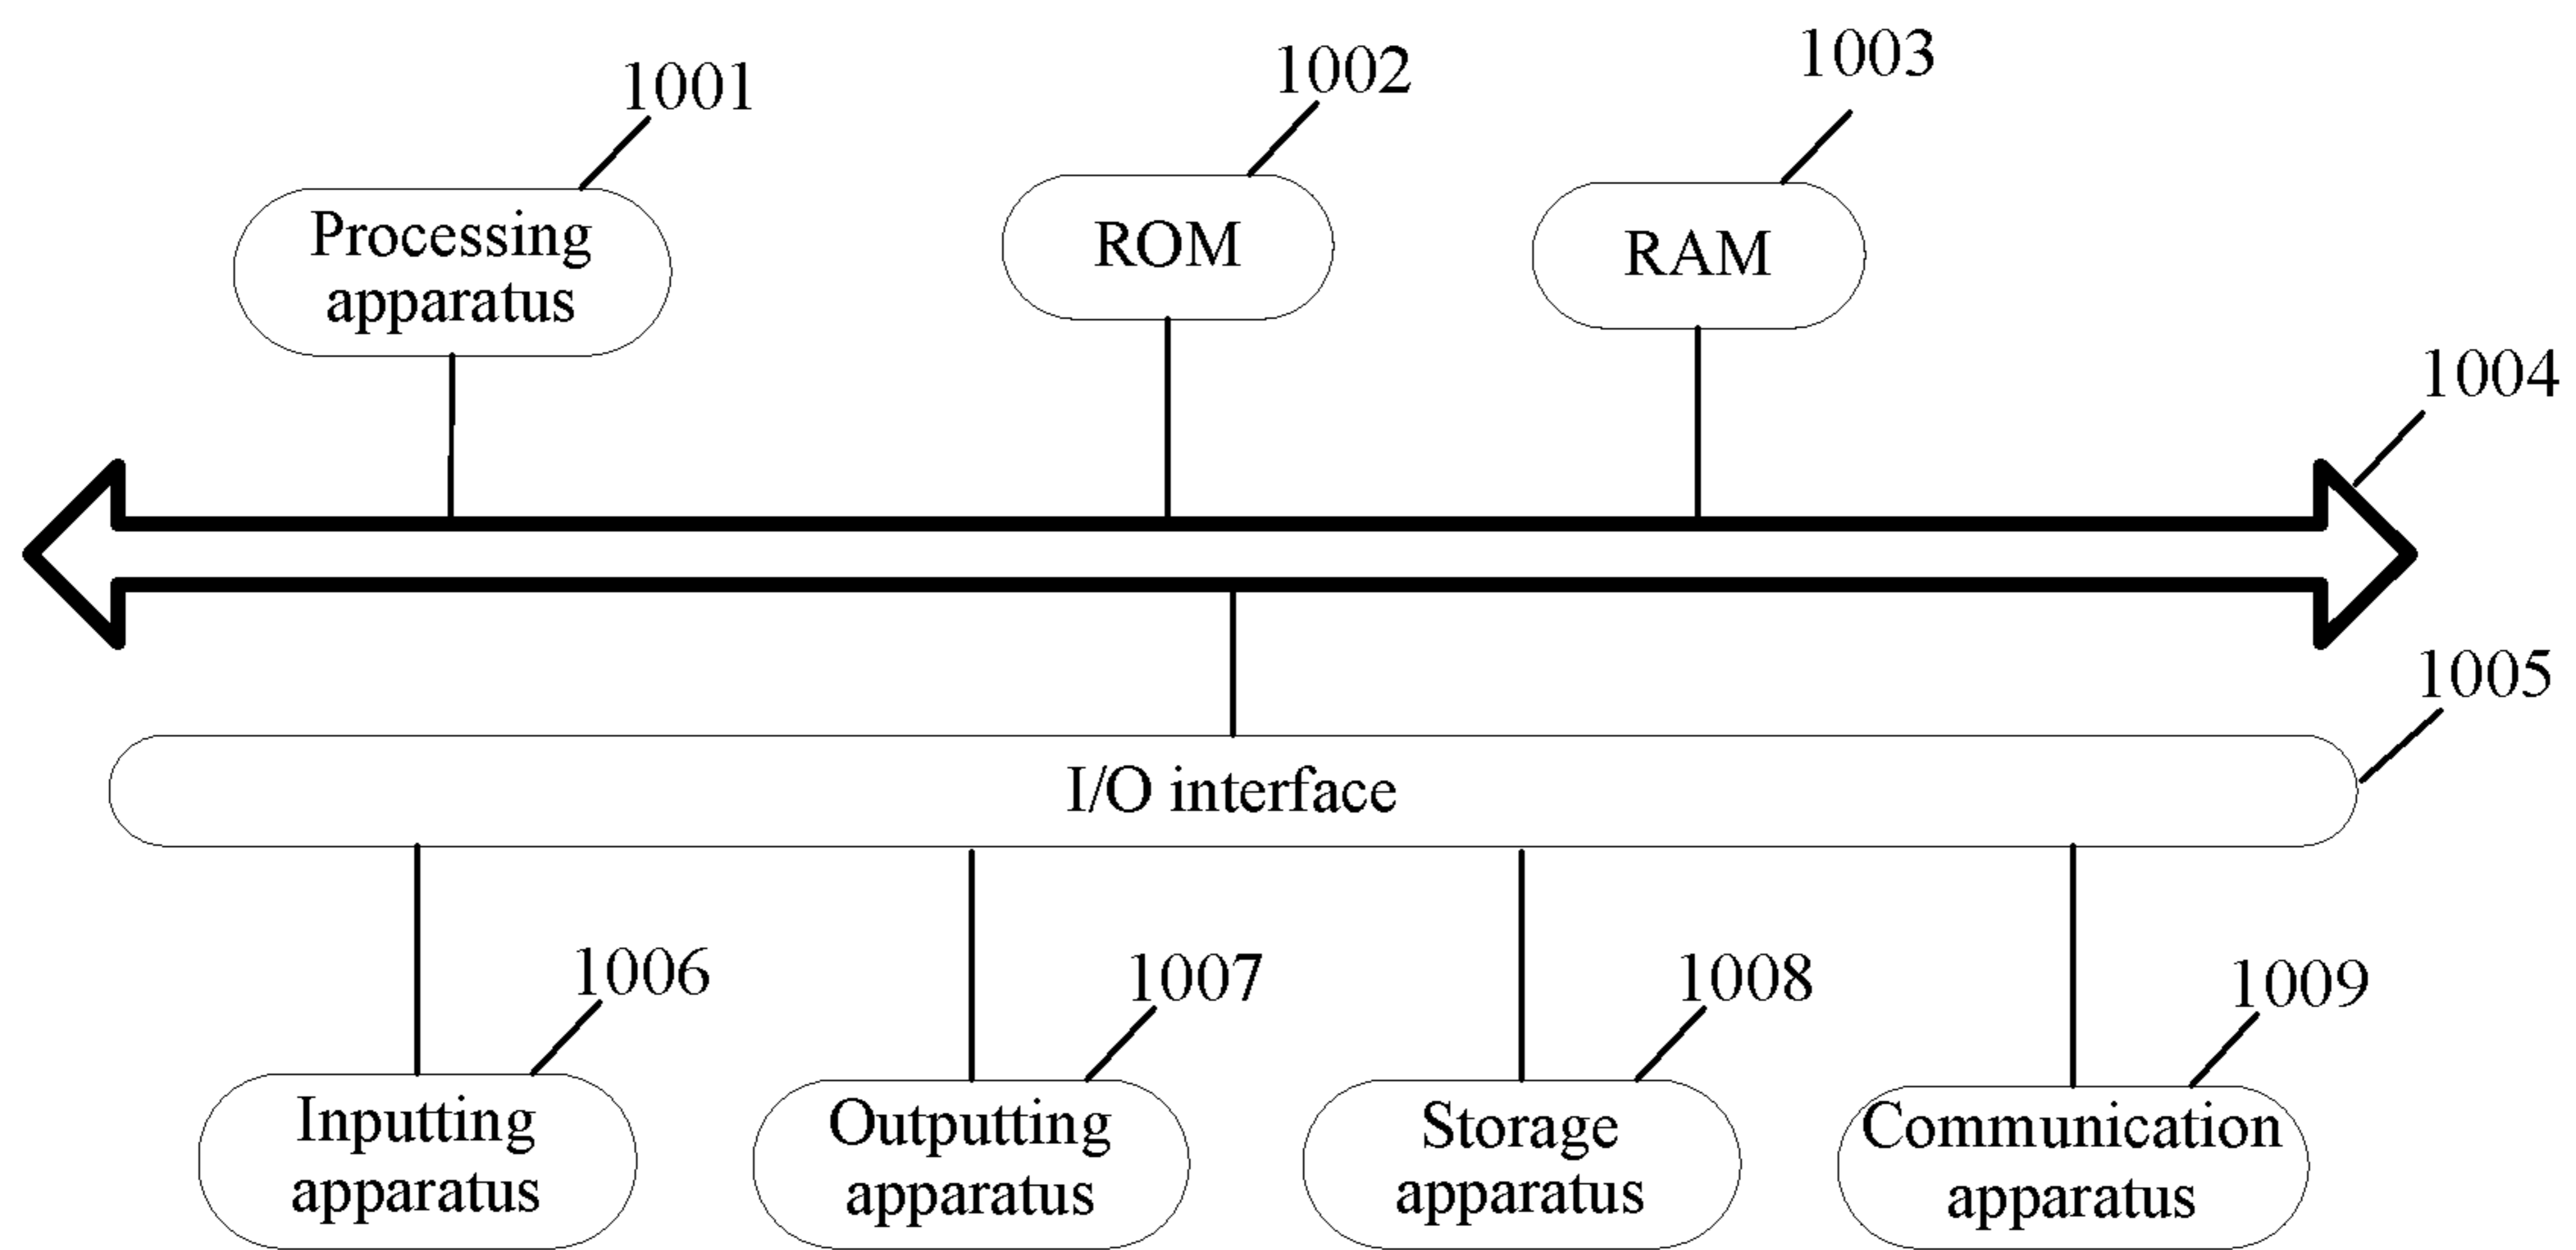 1001
1002
1003
Processing
apparatus
ROM
RAM
1004
1005
I/O interface
1006
1007
1008
1009
Inputting
apparatus
Outputting
apparatus
Storage
apparatus
Communication
apparatus